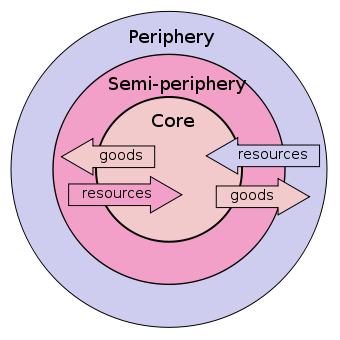 Periphery
Semi-periphery
Core
goods
resources
resources
goods